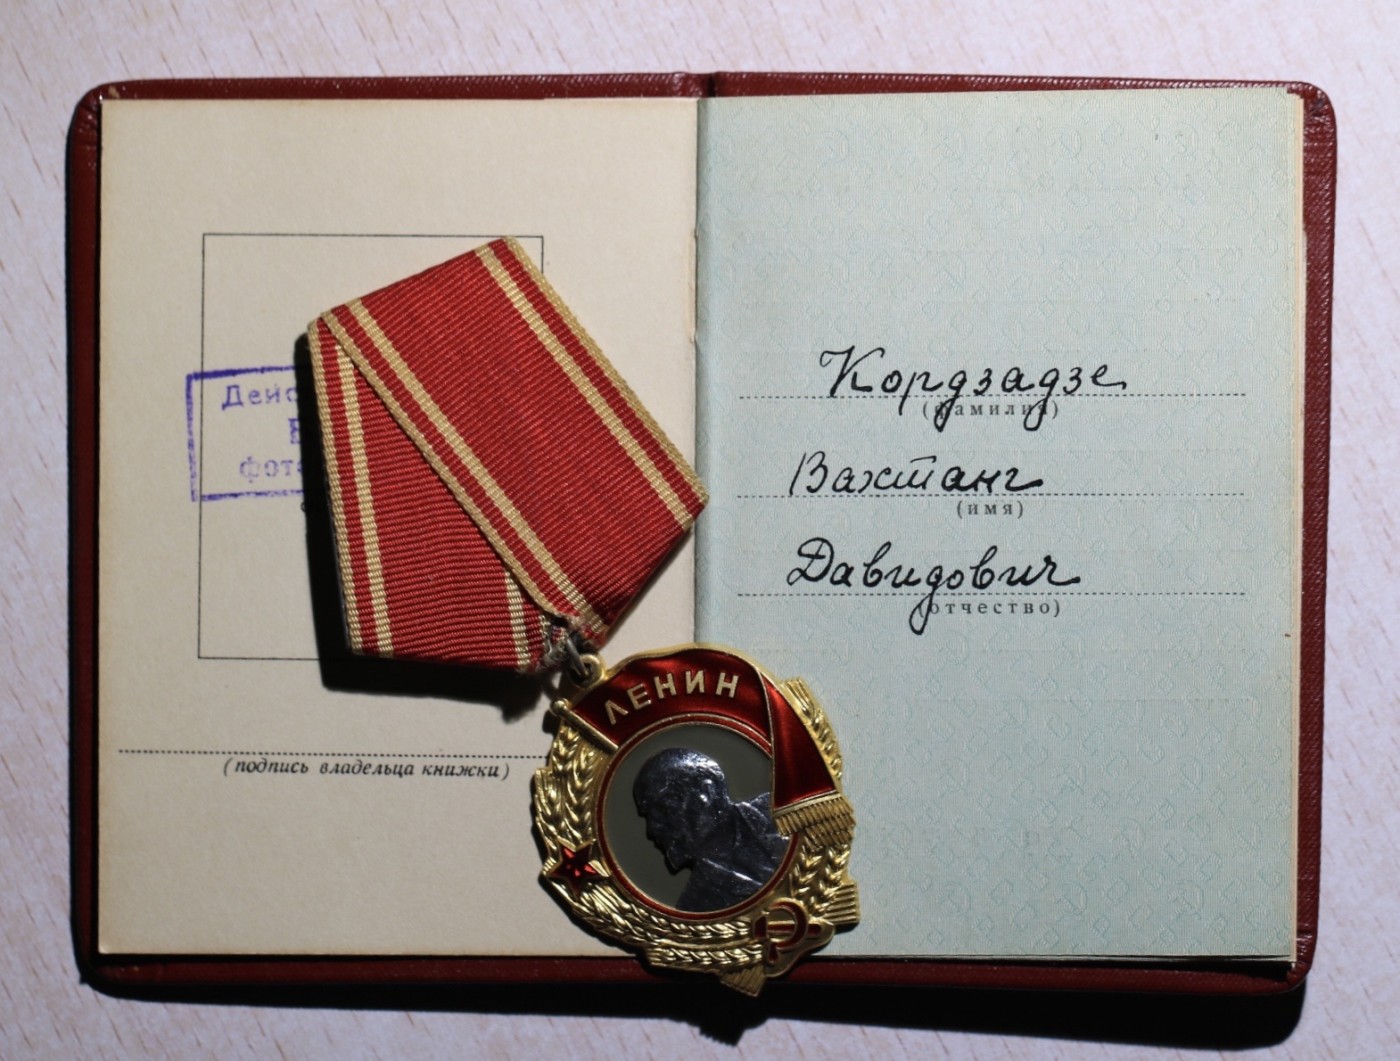 Дейс
фото
(подпись владельца книжки)
ЛЕНИН
Кордзадзе
(фамилия)
Вахтанг
(имя)
Давидович
(отчество)